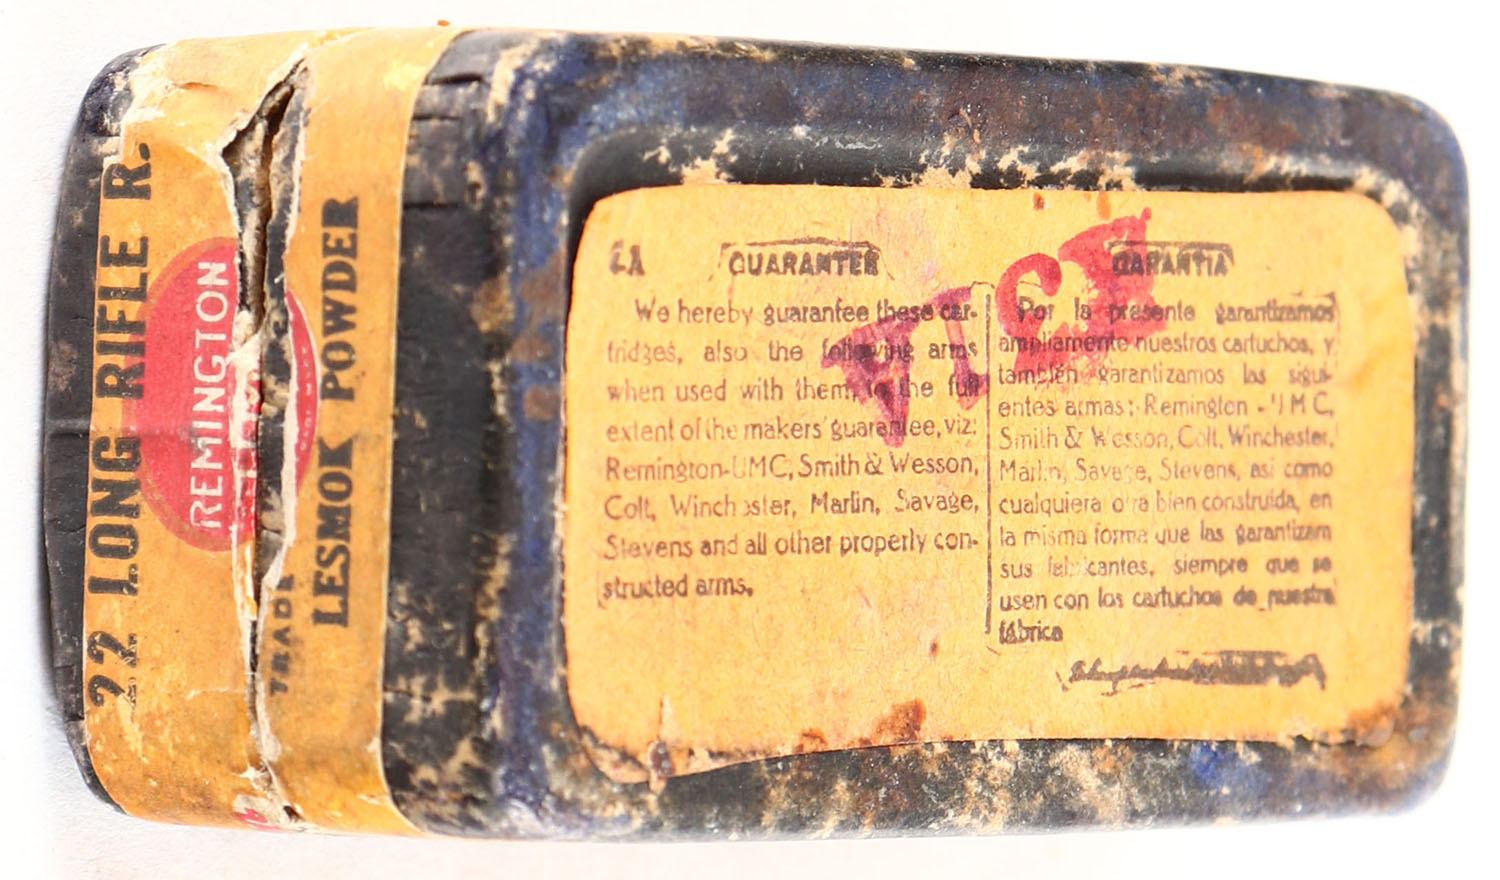 22 LONG RIFLE R.
REMINGTON
TRADE
LESMOK POWDER
GUARANTEE
We hereby guarantee these car-
tridges, also the following arms
when used with them, to the full
extent of the makers' guarantee, viz:
Remington-UMC, Smith & Wesson,
Colt, Winchester, Marlin, Savage,
Stevens and all other properly con-
structed arms.
GARANTIA
Por la presente garantizamos
ampliamente nuestros cartuchos, y
también garantizamos las sigui-
entes armas: Remington - UMC,
Smith & Wesson, Colt, Winchester,
Marlin, Savage, Stevens, asi como
cualquiera otra bien construida, en
la misma forma que las garantizam
sus fabricantes, siempre que se
usen con los cartuchos de nuestra
fábrica